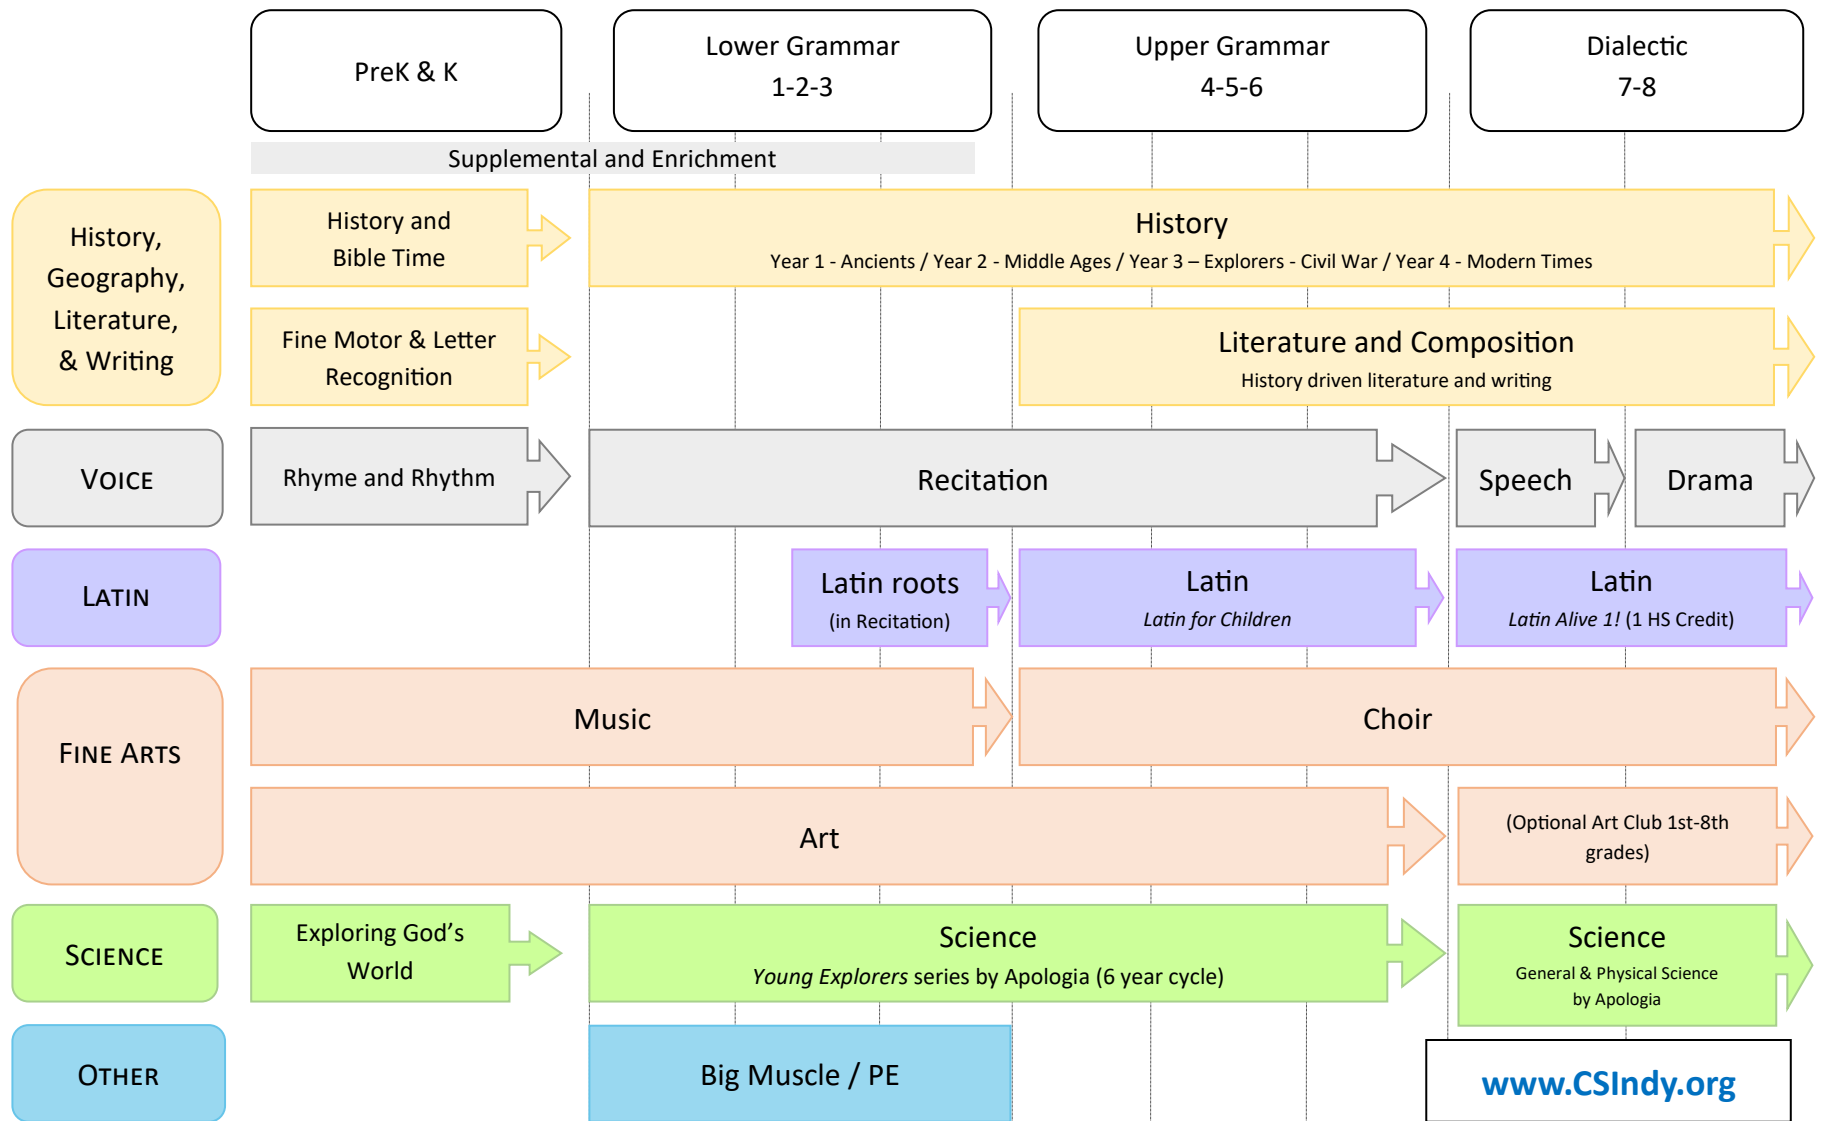 PreK & K
Lower Grammar
1-2-3
Upper Grammar
4-5-6
Dialectic
7-8
Supplemental and Enrichment
History,
Geography,
Literature,
& Writing
History and
Bible Time
History
Year 1 - Ancients / Year 2 - Middle Ages / Year 3 – Explorers - Civil War / Year 4 - Modern Times
Fine Motor & Letter
Recognition
Literature and Composition
History driven literature and writing
VOICE
Rhyme and Rhythm
Recitation
Speech
Drama
LATIN
Latin roots
(in Recitation)
Latin
Latin for Children
Latin
Latin Alive 1! (1 HS Credit)
FINE ARTS
Music
Choir
Art
(Optional Art Club 1st-8th
grades)
SCIENCE
Exploring God's
World
Science
Young Explorers series by Apologia (6 year cycle)
Science
General & Physical Science
by Apologia
OTHER
Big Muscle / PE
www.CSIndy.org